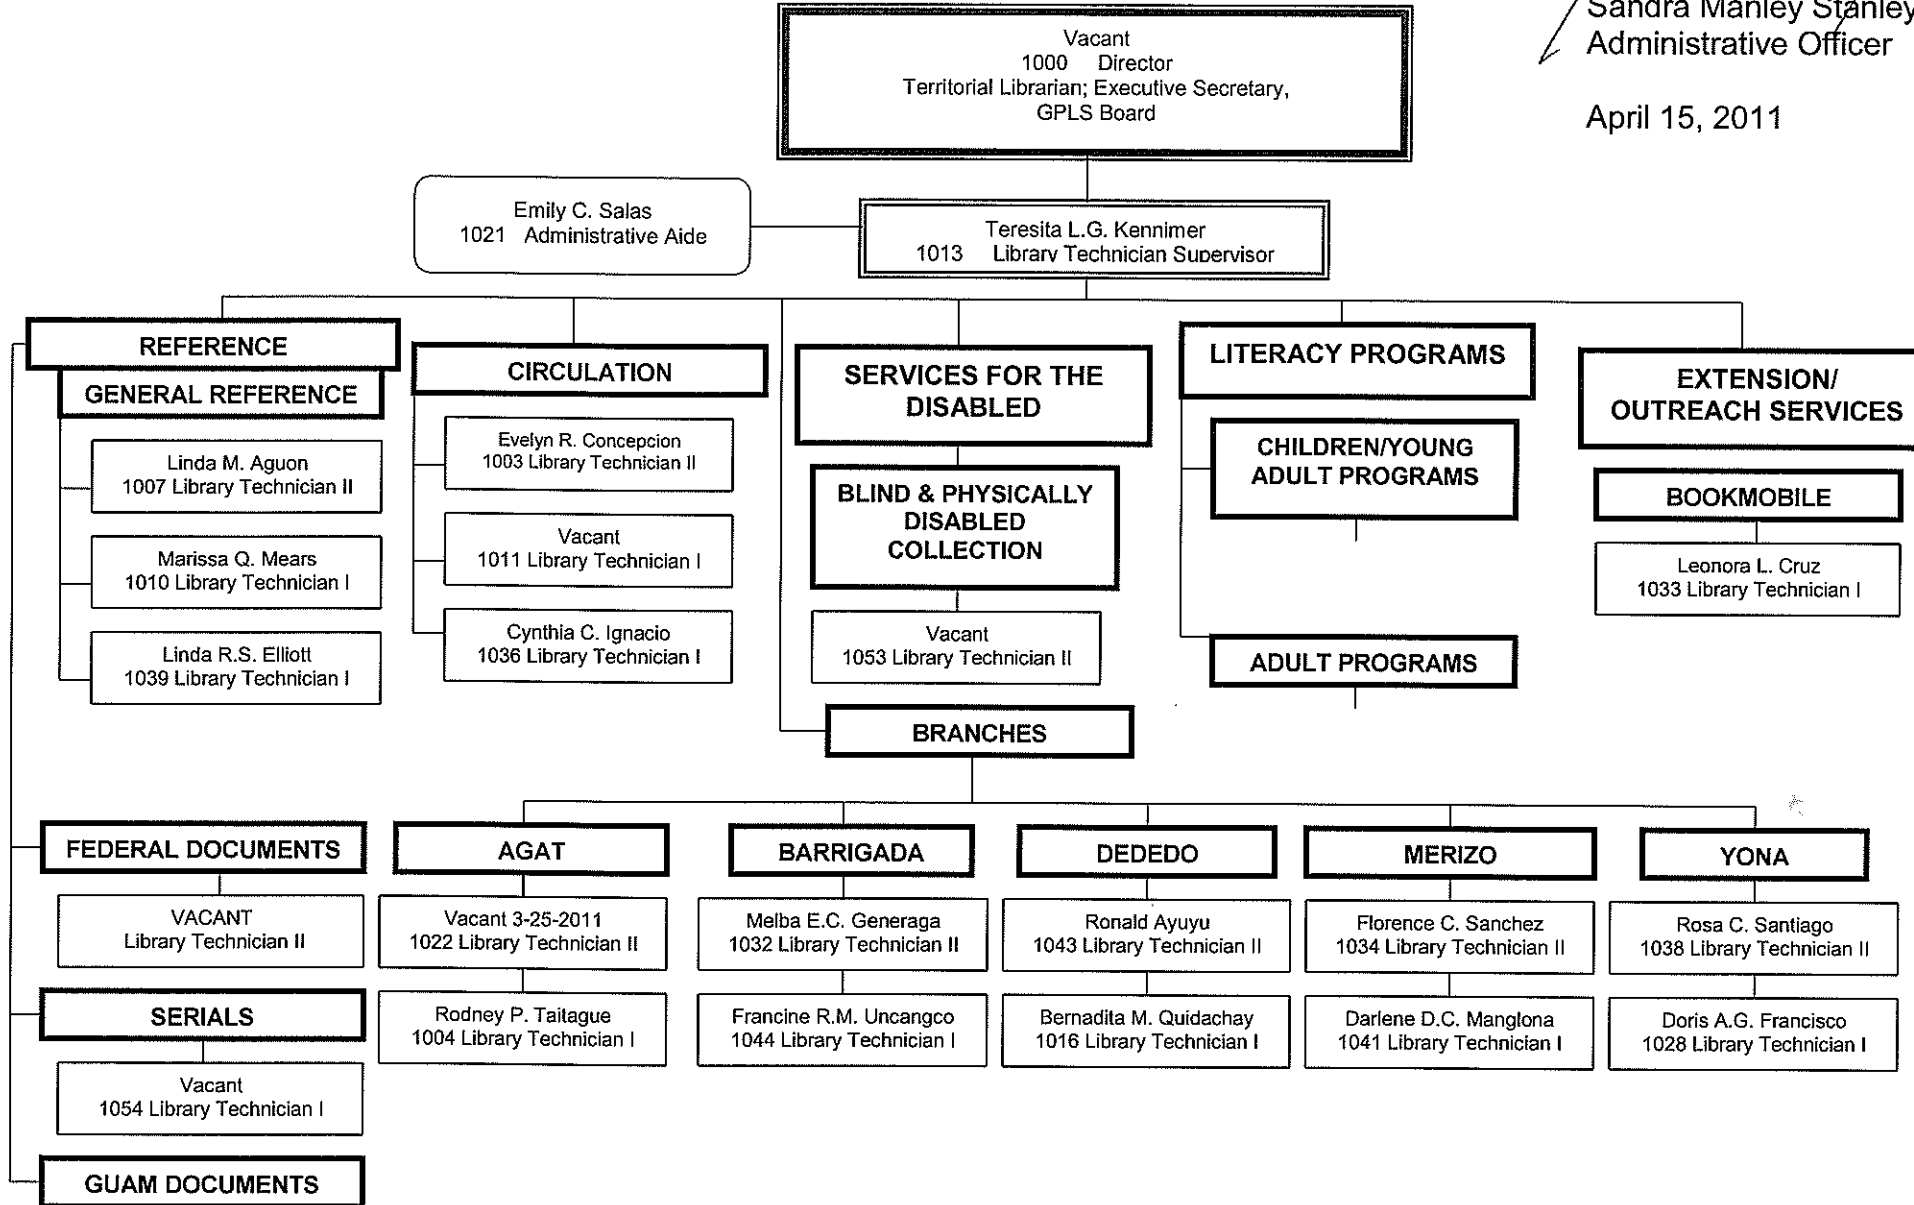 Sandra Manley Stanley
Administrative Officer
April 15, 2011
Vacant
1000 Director
Territorial Librarian; Executive Secretary,
GPLS Board
Emily C. Salas
1021 Administrative Aide
Teresita L.G. Kennimer
1013 Library Technician Supervisor
REFERENCE
GENERAL REFERENCE
Linda M. Aguon
1007 Library Technician II
Marissa Q. Mears
1010 Library Technician I
Linda R.S. Elliott
1039 Library Technician I
CIRCULATION
Evelyn R. Concepcion
1003 Library Technician II
Vacant
1011 Library Technician I
Cynthia C. Ignacio
1036 Library Technician I
SERVICES FOR THE
DISABLED
BLIND & PHYSICALLY
DISABLED
COLLECTION
Vacant
1053 Library Technician II
LITERACY PROGRAMS
CHILDREN/YOUNG
ADULT PROGRAMS
ADULT PROGRAMS
EXTENSION/
OUTREACH SERVICES
BOOKMOBILE
Leonora L. Cruz
1033 Library Technician I
BRANCHES
FEDERAL DOCUMENTS
VACANT
Library Technician II
SERIALS
Vacant
1054 Library Technician I
GUAM DOCUMENTS
AGAT
Vacant 3-25-2011
1022 Library Technician II
Rodney P. Taitague
1004 Library Technician I
BARRIGADA
Melba E.C. Generaga
1032 Library Technician II
Francine R.M. Uncangco
1044 Library Technician I
DEDEDO
Ronald Ayuyu
1043 Library Technician II
Bernadita M. Quidachay
1016 Library Technician I
MERIZO
Florence C. Sanchez
1034 Library Technician II
Darlene D.C. Manglona
1041 Library Technician I
YONA
Rosa C. Santiago
1038 Library Technician II
Doris A.G. Francisco
1028 Library Technician I